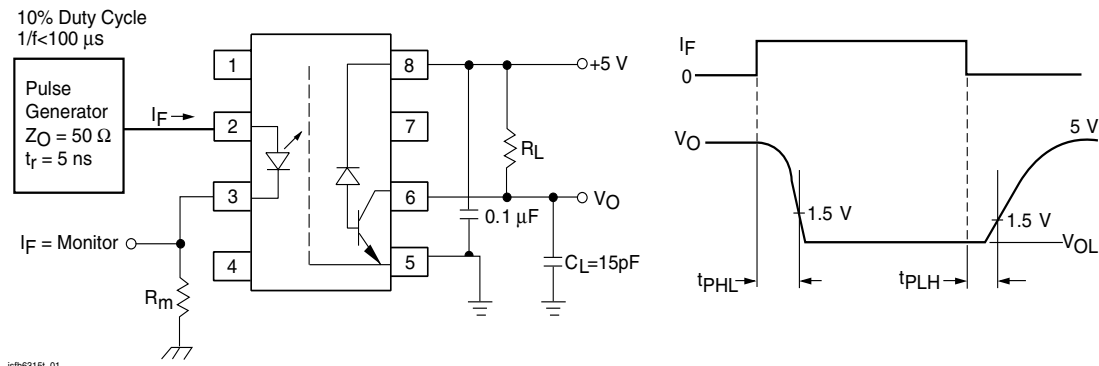 10% Duty Cycle
1/f<100 μs
Pulse
Generator
ZO = 50 Ω
tr = 5 ns
IF
IF = Monitor
Rm
1
2
3
4
8
7
6
5
+5 V
RL
VO
0.1 μF
CL=15pF
IF
0
VO
5 V
1.5 V
1.5 V
VOL
tPHL
tPLH
isfh6315t_01